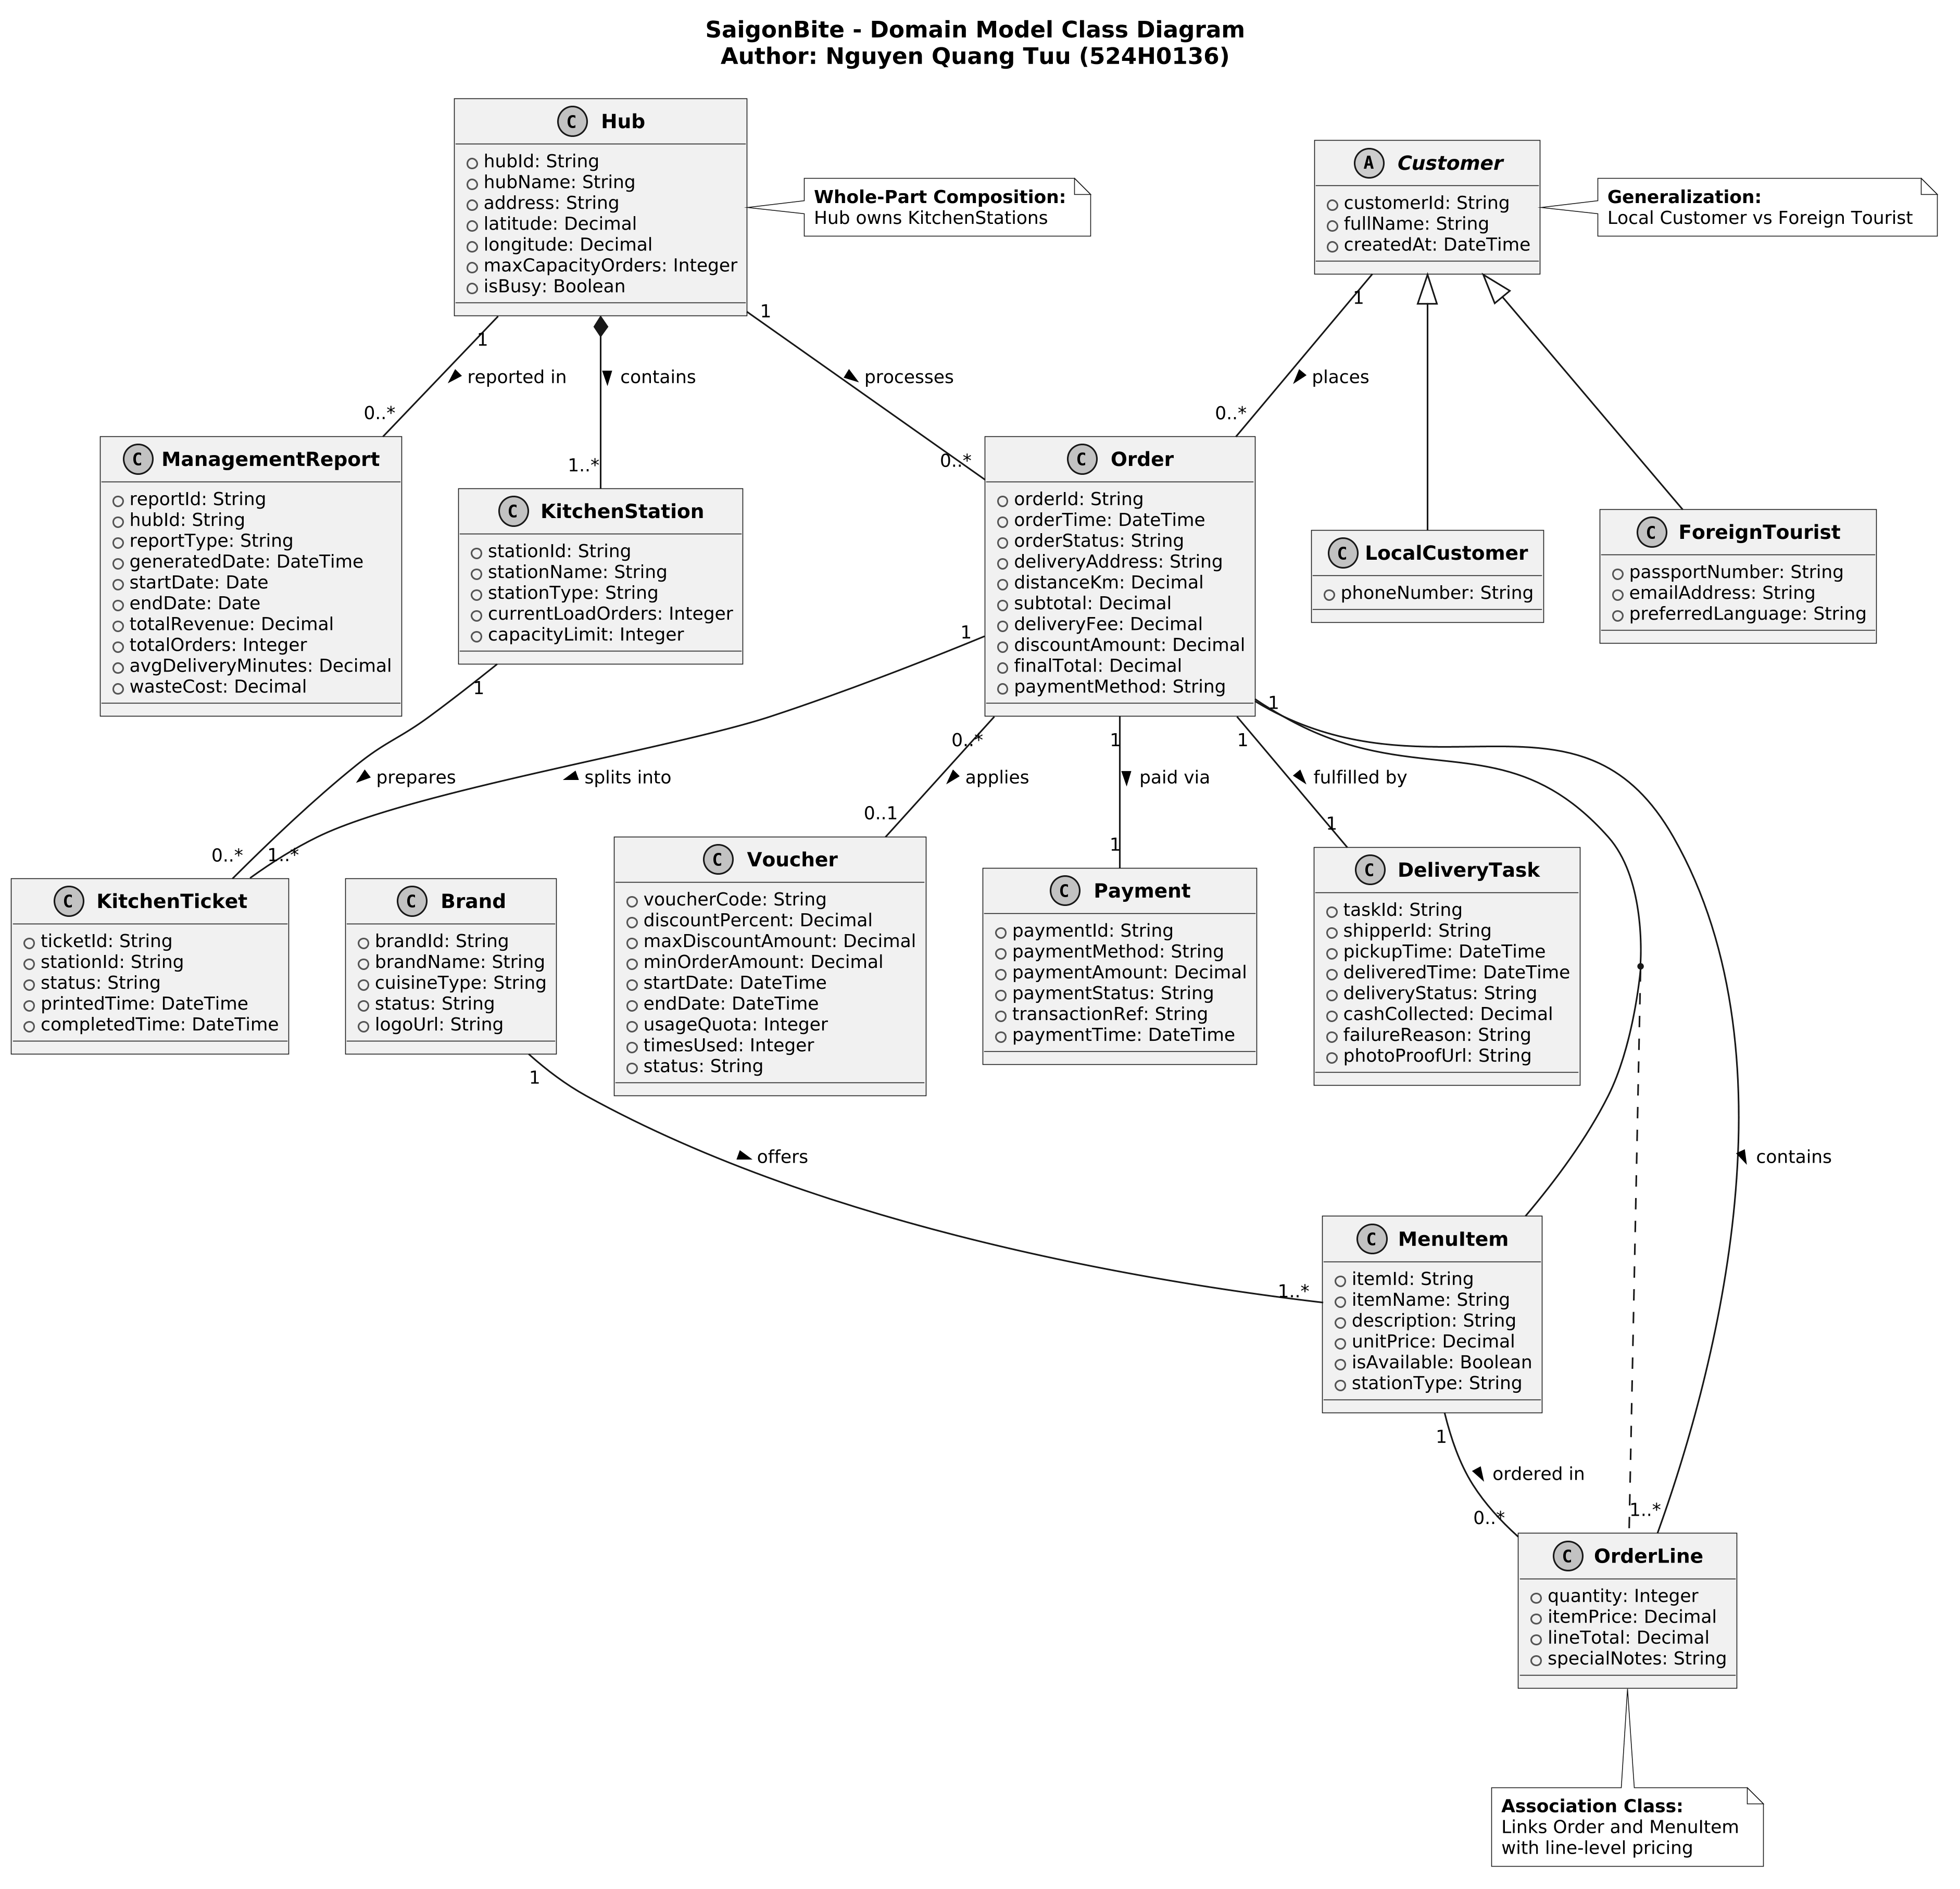 SaigonBite - Domain Model Class Diagram
Author: Nguyen Quang Tuu (524H0136)
C Hub
hubId: String
hubName: String
address: String
latitude: Decimal
longitude: Decimal
maxCapacityOrders: Integer
isBusy: Boolean
Whole-Part Composition:
Hub owns KitchenStations
A Customer
customerId: String
fullName: String
createdAt: DateTime
Generalization:
Local Customer vs Foreign Tourist
1
reported in
0..*
contains
1..*
1
processes
0..*
1
places
0..*
C ManagementReport
reportId: String
hubId: String
reportType: String
generatedDate: DateTime
startDate: Date
endDate: Date
totalRevenue: Decimal
totalOrders: Integer
avgDeliveryMinutes: Decimal
wasteCost: Decimal
C KitchenStation
stationId: String
stationName: String
stationType: String
currentLoadOrders: Integer
capacityLimit: Integer
C Order
orderId: String
orderTime: DateTime
orderStatus: String
deliveryAddress: String
distanceKm: Decimal
subtotal: Decimal
deliveryFee: Decimal
discountAmount: Decimal
finalTotal: Decimal
paymentMethod: String
C LocalCustomer
phoneNumber: String
C ForeignTourist
passportNumber: String
emailAddress: String
preferredLanguage: String
1
prepares
0..*
1
splits into
1..*
0..*
applies
0..1
1
paid via
1
1
fulfilled by
1
1
C KitchenTicket
ticketId: String
stationId: String
status: String
printedTime: DateTime
completedTime: DateTime
C Brand
brandId: String
brandName: String
cuisineType: String
status: String
logoUrl: String
C Voucher
voucherCode: String
discountPercent: Decimal
maxDiscountAmount: Decimal
minOrderAmount: Decimal
startDate: DateTime
endDate: DateTime
usageQuota: Integer
timesUsed: Integer
status: String
C Payment
paymentId: String
paymentMethod: String
paymentAmount: Decimal
paymentStatus: String
transactionRef: String
paymentTime: DateTime
C DeliveryTask
taskId: String
shipperId: String
pickupTime: DateTime
deliveredTime: DateTime
deliveryStatus: String
cashCollected: Decimal
failureReason: String
photoProofUrl: String
1
offers
1..*
contains
C MenuItem
itemId: String
itemName: String
description: String
unitPrice: Decimal
isAvailable: Boolean
stationType: String
1
ordered in
0..*
1..*
C OrderLine
quantity: Integer
itemPrice: Decimal
lineTotal: Decimal
specialNotes: String
Association Class:
Links Order and MenuItem
with line-level pricing